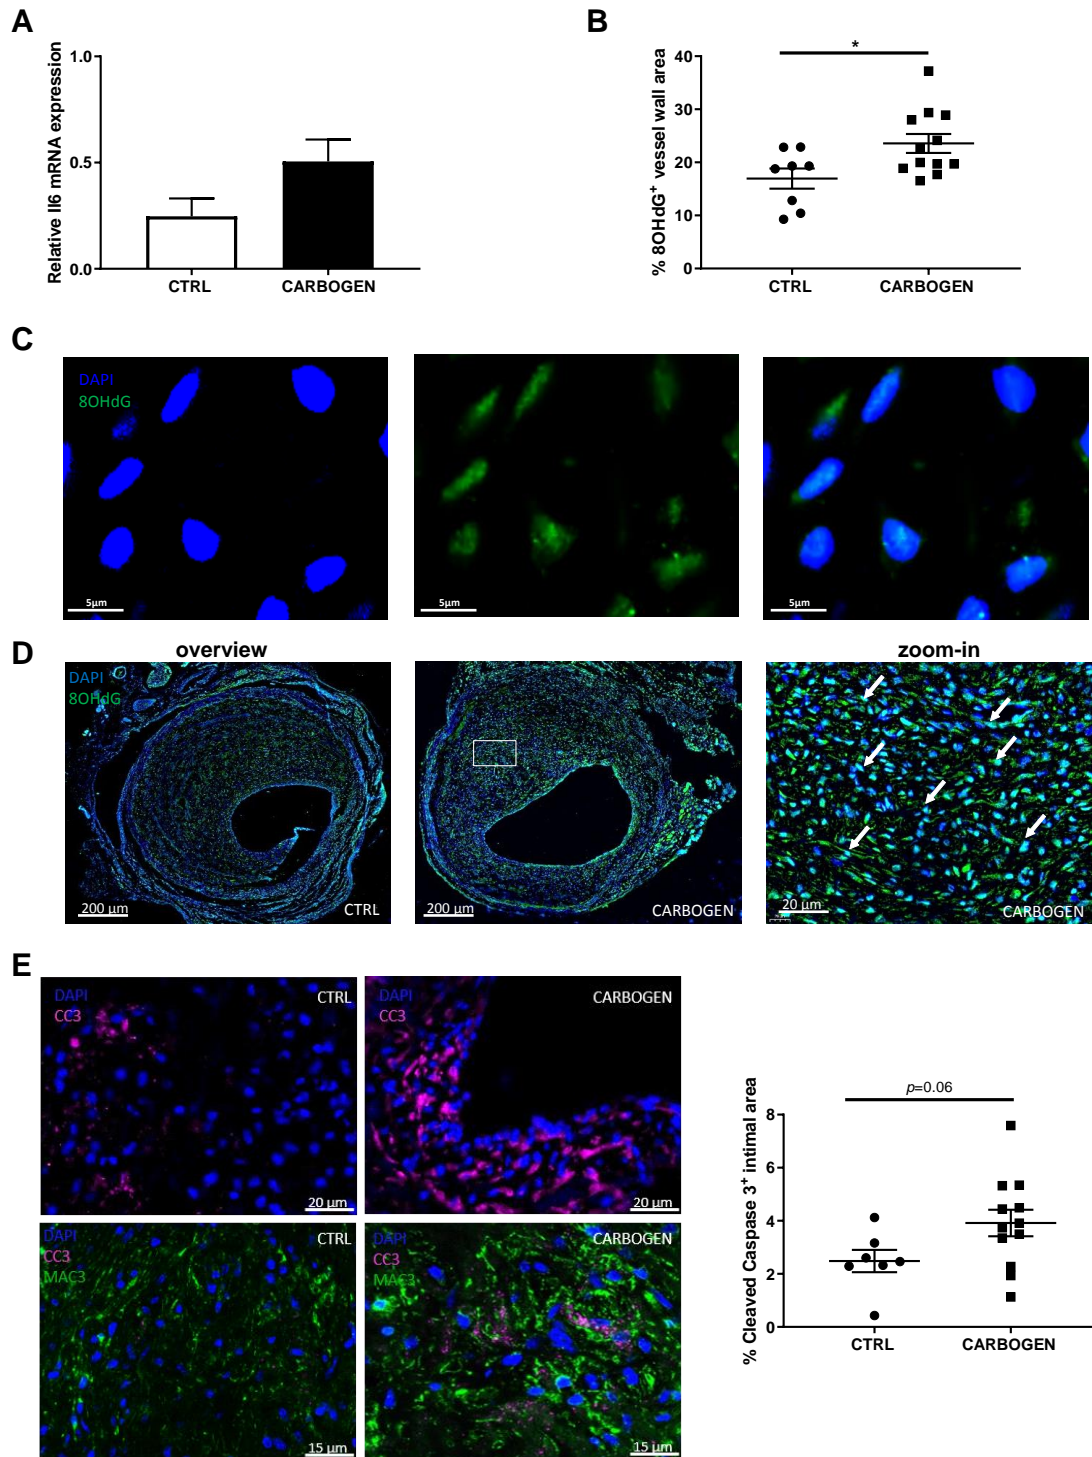 A
Relative Il6 mRNA expression
1.0
0.5
0.0
CTRL
CARBOGEN
B
*
% 8OHdG⁺ vessel wall area
40
30
20
10
0
CTRL
CARBOGEN
C
DAPI
8OHdG
5µm
5µm
5µm
D
overview
zoom-in
DAPI
8OHdG
200 µm
CTRL
200 µm
CARBOGEN
20 µm
CARBOGEN
E
DAPI
CC3
CTRL
20 µm
DAPI
CC3
CARBOGEN
20 µm
DAPI
CC3
MAC3
CTRL
15 µm
DAPI
CC3
MAC3
CARBOGEN
15 µm
p=0.06
% Cleaved Caspase 3⁺ intimal area
8
6
4
2
0
CTRL
CARBOGEN